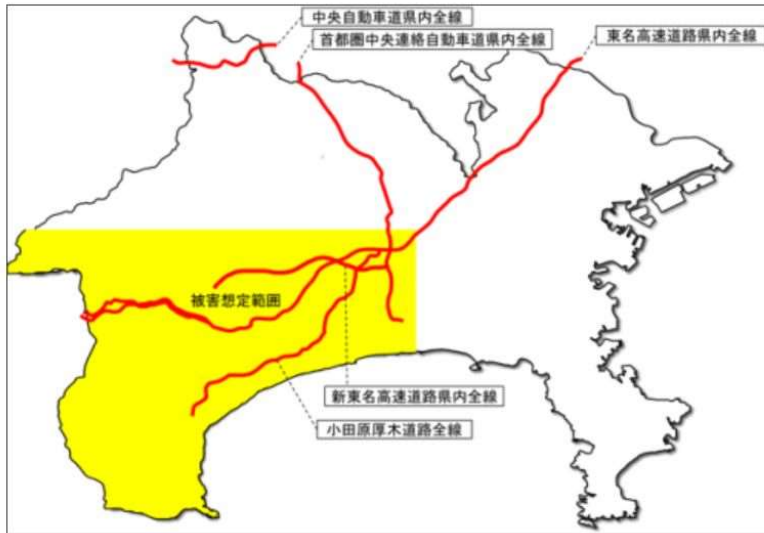 中央自動車道県内全線
首都圏中央連絡自動車道県内全線
東名高速道路県内全線
被害想定範囲
新東名高速道路県内全線
小田原厚木道路全線